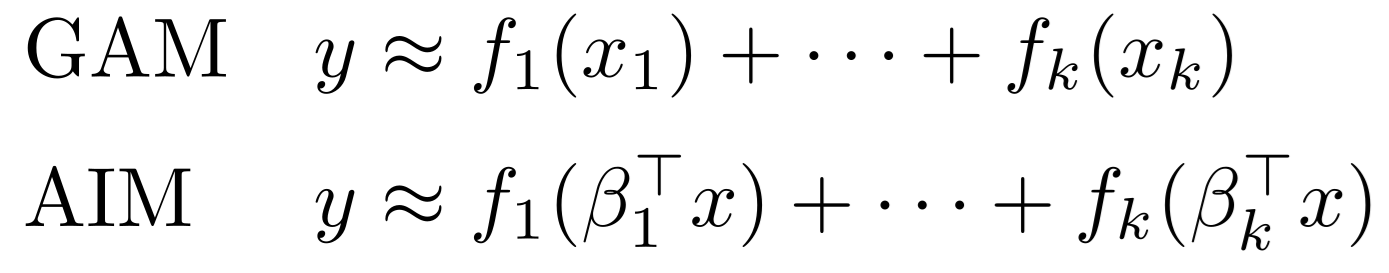 GAM y ≈ f₁(x₁) + ⋯ + fₖ(xₖ)
AIM y ≈ f₁(β₁ᵀx) + ⋯ + fₖ(βₖᵀx)